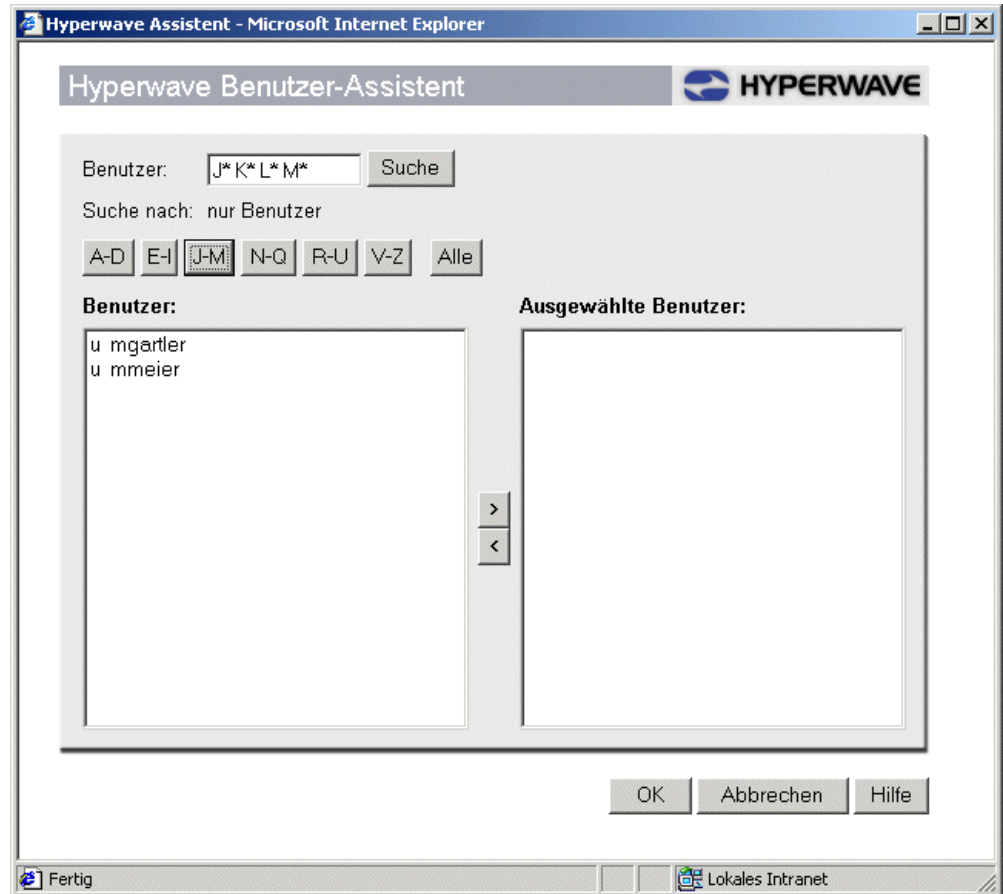 Hyperwave Assistent - Microsoft Internet Explorer
Hyperwave Benutzer-Assistent HYPERWAVE
Benutzer: J* K* L* M* Suche
Suche nach: nur Benutzer
A-D E-I J-M N-Q R-U V-Z Alle
Benutzer: Ausgewählte Benutzer:
u mgartler
u mmeier
>
<
OK Abbrechen Hilfe
Fertig Lokales Intranet